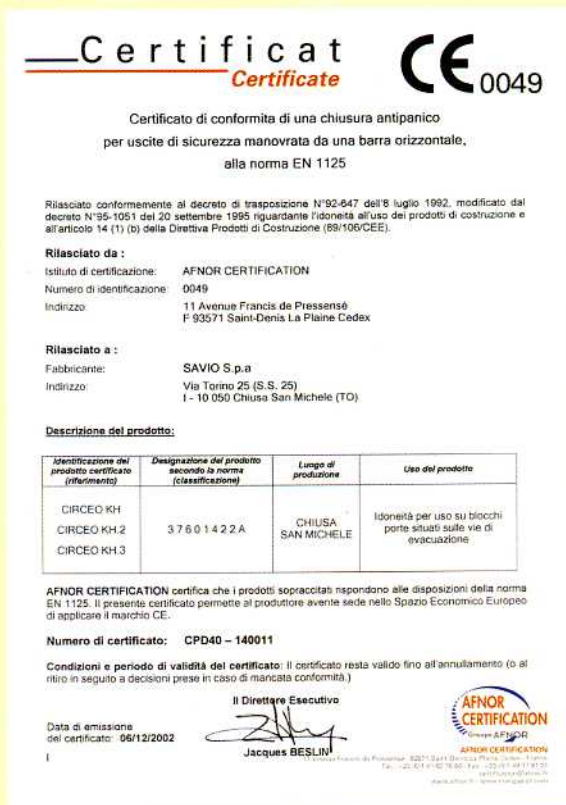 Certificat
Certificate
CE 0049
Certificato di conformita di una chiusura antipanico
per uscite di sicurezza manovrata da una barra orizzontale,
alla norma EN 1125
Rilasciato conformemente al decreto di trasposizione N°92-647 dell'8 luglio 1992, modificato dal
decreto N°95-1051 del 20 settembre 1995 riguardante l'idoneità all'uso dei prodotti di costruzione e
all'articolo 14 (1) (b) della Direttiva Prodotti di Costruzione (89/106/CEE).
Rilasciato da :
Istituto di certificazione: AFNOR CERTIFICATION
Numero di identificazione: 0049
Indirizzo: 11 Avenue Francis de Pressensé
F 93571 Saint-Denis La Plaine Cedex
Rilasciato a :
Fabbricante: SAVIO S.p.a
Indirizzo: Via Torino 25 (S.S. 25)
I - 10 050 Chiusa San Michele (TO)
Descrizione del prodotto:
Identificazione del prodotto certificato (riferimento)
Designazione del prodotto secondo la norma (classificazione)
Luogo di produzione
Uso del prodotto
CIRCEO KH
CIRCEO KH.2
CIRCEO KH.3
3 7 6 0 1 4 2 2 A
CHIUSA
SAN MICHELE
Idoneità per uso su blocchi
porte situati sulle vie di
evacuazione
AFNOR CERTIFICATION certifica che i prodotti sopraccitati rispondono alle disposizioni della norma
EN 1125. Il presente certificato permette al produttore avente sede nello Spazio Economico Europeo
di applicare il marchio CE.
Numero di certificato: CPD40 – 140011
Condizioni e periodo di validità del certificato: Il certificato resta valido fino all'annullamento (o al
ritiro in seguito a decisioni prese in caso di mancata conformità.)
Il Direttore Esecutivo
Data di emissione
del certificato: 06/12/2002
Jacques BESLIN
I
AFNOR
CERTIFICATION
Groupe AFNOR
AFNOR CERTIFICATION